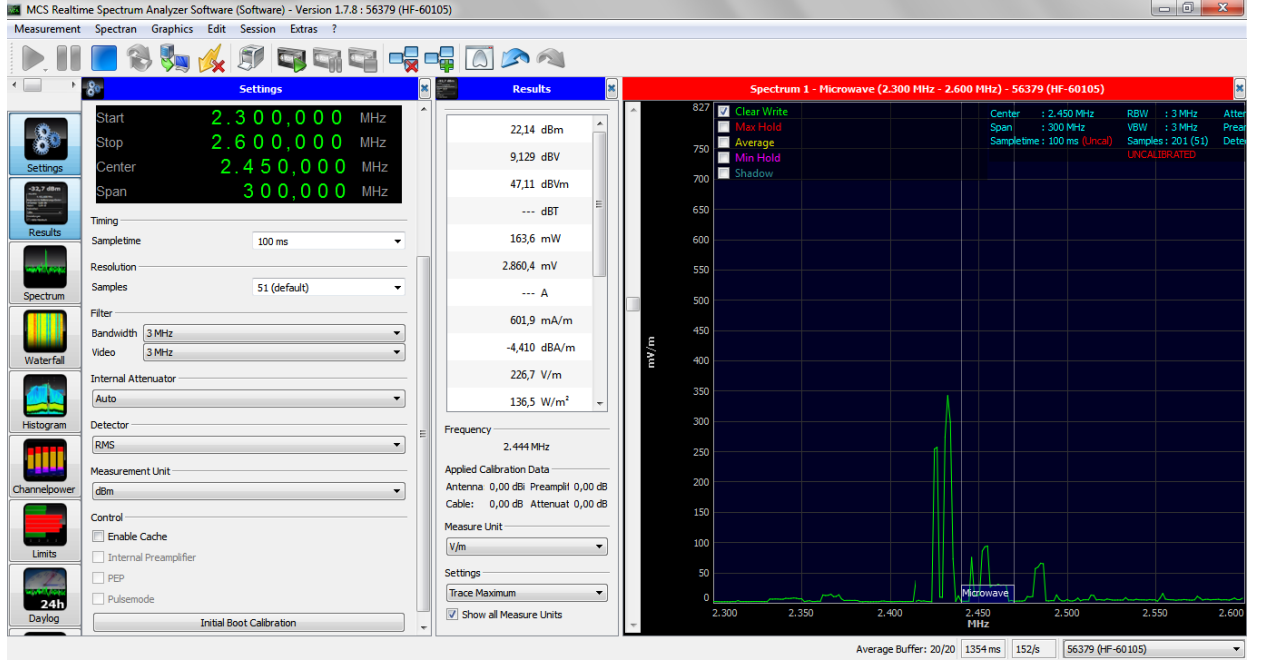 MCS Realtime Spectrum Analyzer Software (Software) - Version 1.7.8 : 56379 (HF-60105)
Measurement Spectran Graphics Edit Session Extras ?
Settings
Results
Spectrum
Waterfall
Histogram
Channelpower
Limits
24h
Daylog
Settings
Start 2.300,000 MHz
Stop 2.600,000 MHz
Center 2.450,000 MHz
Span 300,000 MHz
Timing
Sampletime 100 ms
Resolution
Samples 51 (default)
Filter
Bandwidth 3 MHz
Video 3 MHz
Internal Attenuator
Auto
Detector
RMS
Measurement Unit
dBm
Control
Enable Cache
Internal Preamplifier
PEP
Pulsemode
Initial Boot Calibration
Results
22,14 dBm
9,129 dBV
47,11 dBVm
--- dBT
163,6 mW
2.860,4 mV
--- A
601,9 mA/m
-4,410 dBA/m
226,7 V/m
136,5 W/m²
Frequency
2.444 MHz
Applied Calibration Data
Antenna 0,00 dBi Preamplif 0,00 dB
Cable: 0,00 dB Attenuat 0,00 dB
Measure Unit
V/m
Settings
Trace Maximum
Show all Measure Units
Spectrum 1 - Microwave (2.300 MHz - 2.600 MHz) - 56379 (HF-60105)
Clear Write
Max Hold
Average
Min Hold
Shadow
Center : 2.450 MHz RBW : 3 MHz Atten
Span : 300 MHz VBW : 3 MHz Prear
Sampletime : 100 ms (Uncal) Samples : 201 (51) Dete
UNCALIBRATED
827
750
700
650
600
550
500
450
400
350
300
250
200
150
100
50
0
mV/m
Microwave
2.300 2.350 2.400 2.450 2.500 2.550 2.600
MHz
Average Buffer: 20/20 1354 ms 152/s 56379 (HF-60105)